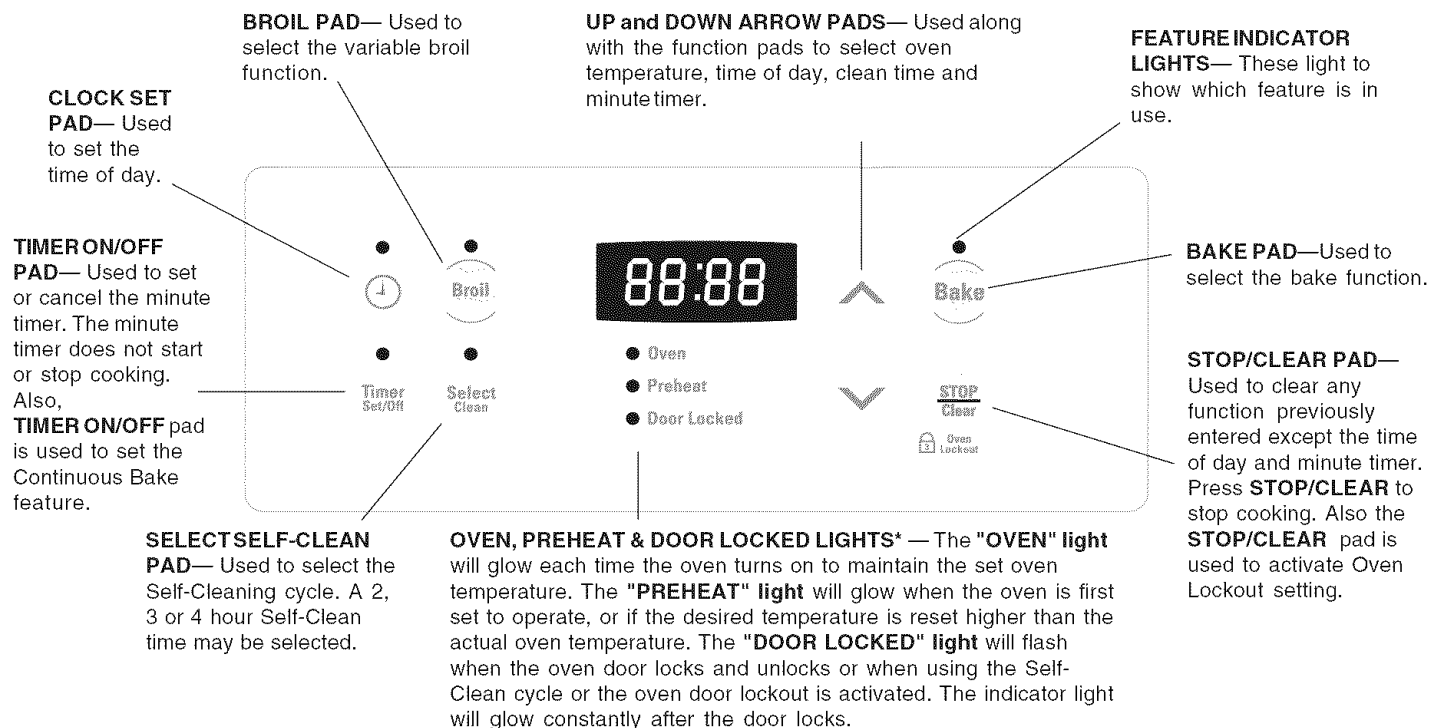 BROIL PAD— Used to
select the variable broil
function.
UP and DOWN ARROW PADS— Used along
with the function pads to select oven
temperature, time of day, clean time and
minute timer.
FEATURE INDICATOR
LIGHTS— These light to
show which feature is in
use.
CLOCK SET
PAD— Used
to set the
time of day.
TIMER ON/OFF
PAD— Used to set
or cancel the minute
timer. The minute
timer does not start
or stop cooking.
Also,
TIMER ON/OFF pad
is used to set the
Continuous Bake
feature.
Broil
88:88
Bake
BAKE PAD—Used to
select the bake function.
Timer
Set/Off
Select
Clean
Oven
Preheat
Door Locked
STOP
Clear
3
Oven
Lockout
STOP/CLEAR PAD—
Used to clear any
function previously
entered except the time
of day and minute timer.
Press STOP/CLEAR to
stop cooking. Also the
STOP/CLEAR pad is
used to activate Oven
Lockout setting.
SELECT SELF-CLEAN
PAD— Used to select the
Self-Cleaning cycle. A 2,
3 or 4 hour Self-Clean
time may be selected.
OVEN, PREHEAT & DOOR LOCKED LIGHTS* — The "OVEN" light
will glow each time the oven turns on to maintain the set oven
temperature. The "PREHEAT" light will glow when the oven is first
set to operate, or if the desired temperature is reset higher than the
actual oven temperature. The "DOOR LOCKED" light will flash
when the oven door locks and unlocks or when using the Self-
Clean cycle or the oven door lockout is activated. The indicator light
will glow constantly after the door locks.